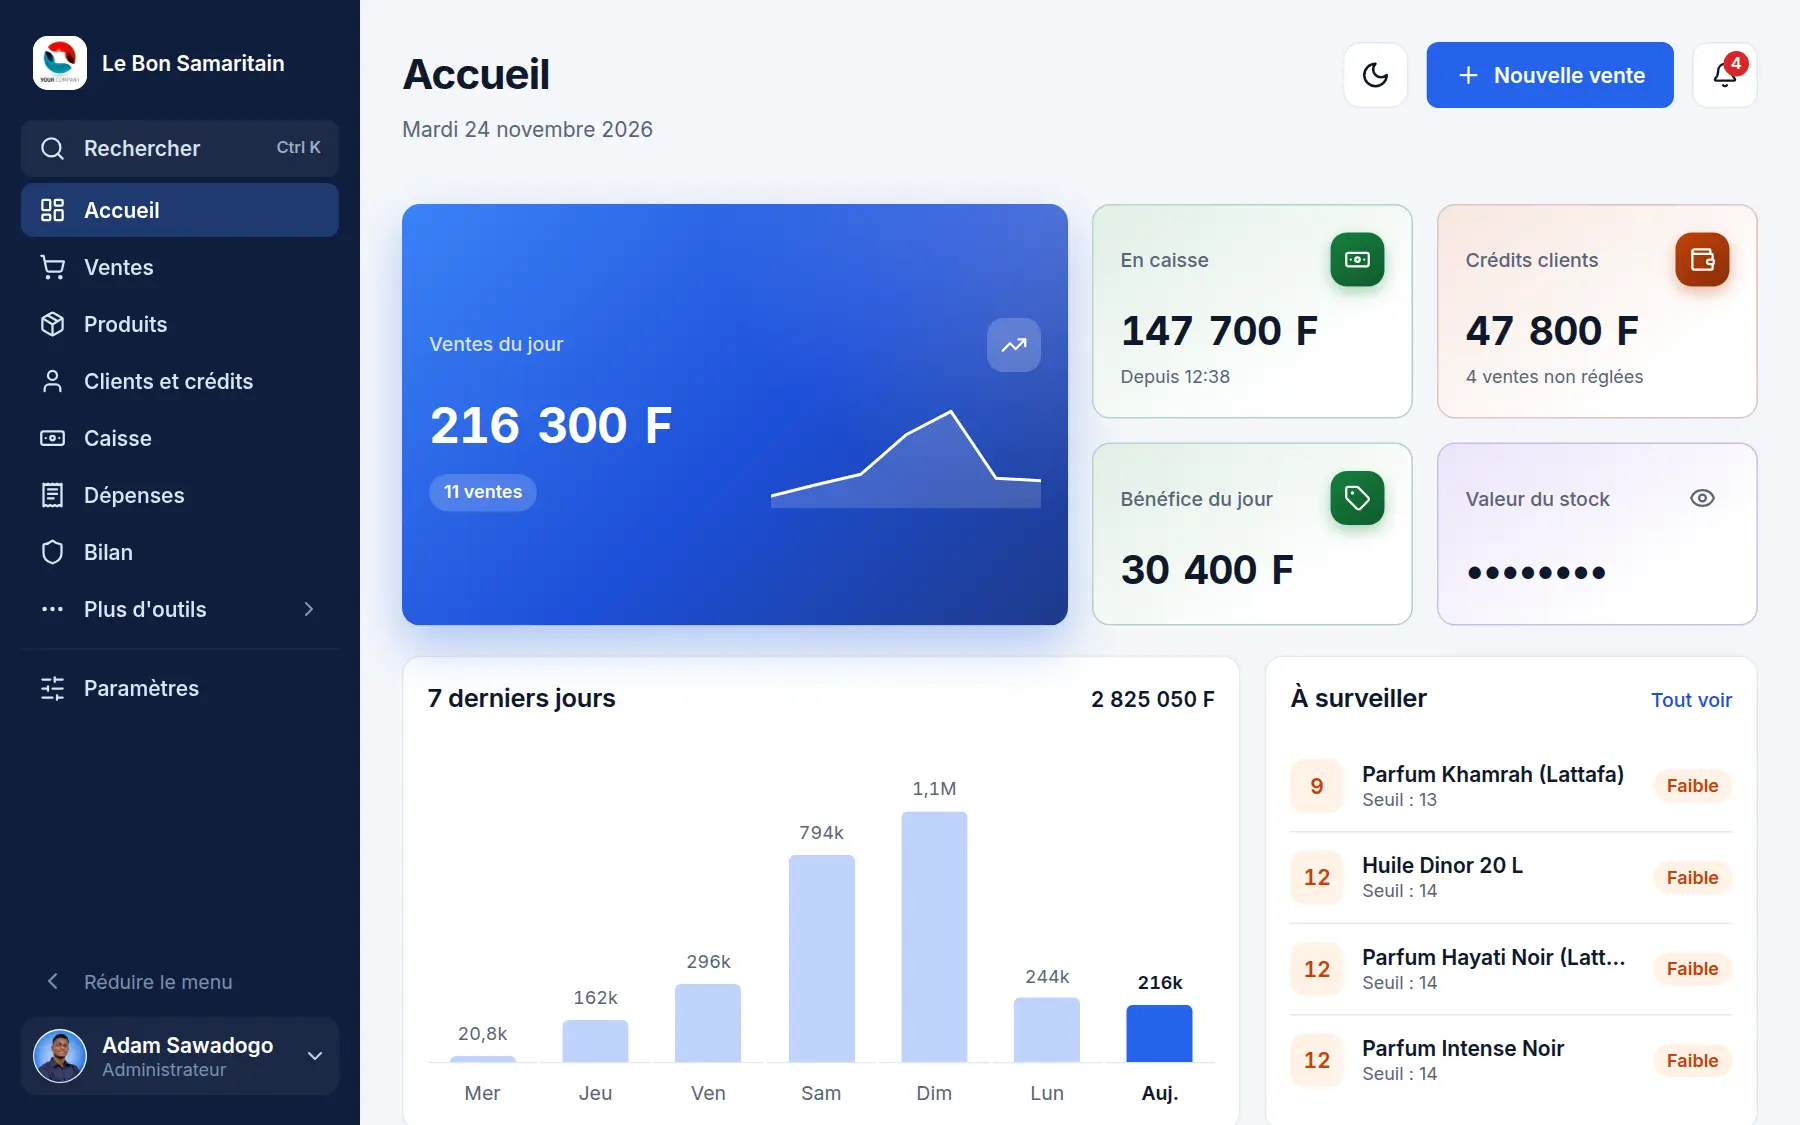 YOUR COMPANY
Le Bon Samaritain
Rechercher Ctrl K
Accueil
Ventes
Produits
Clients et crédits
Caisse
Dépenses
Bilan
Plus d'outils
Paramètres
Réduire le menu
Adam Sawadogo
Administrateur
Accueil
Mardi 24 novembre 2026
Nouvelle vente
4
Ventes du jour
216 300 F
11 ventes
En caisse
147 700 F
Depuis 12:38
Crédits clients
47 800 F
4 ventes non réglées
Bénéfice du jour
30 400 F
Valeur du stock
••••••••
7 derniers jours 2 825 050 F
20,8k
162k
296k
794k
1,1M
244k
216k
Mer Jeu Ven Sam Dim Lun Auj.
À surveiller Tout voir
9 Parfum Khamrah (Lattafa) Faible
Seuil : 13
12 Huile Dinor 20 L Faible
Seuil : 14
12 Parfum Hayati Noir (Latt... Faible
Seuil : 14
12 Parfum Intense Noir Faible
Seuil : 14